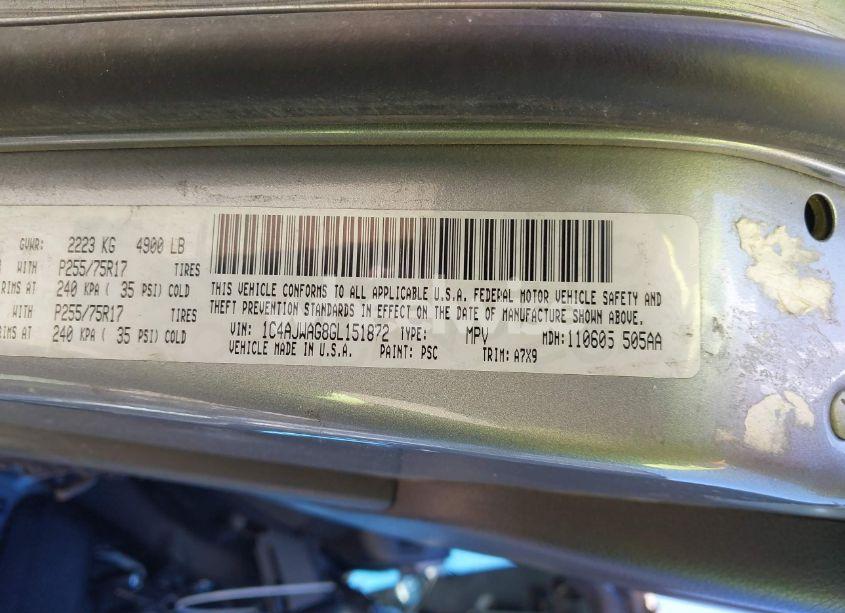 GVWR: 2223 KG 4900 LB
WITH P255/75R17 TIRES
RIMS AT 240 KPA ( 35 PSI) COLD
WITH P255/75R17 TIRES
RIMS AT 240 KPA ( 35 PSI) COLD
THIS VEHICLE CONFORMS TO ALL APPLICABLE U.S.A. FEDERAL MOTOR VEHICLE SAFETY AND
THEFT PREVENTION STANDARDS IN EFFECT ON THE DATE OF MANUFACTURE SHOWN ABOVE.
VIN: 1C4AJWAG8GL151872 TYPE: MPV MDH: 110605 505AA
VEHICLE MADE IN U.S.A. PAINT: PSC TRIM: A7X9